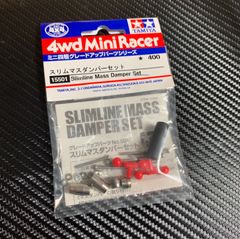 4wd Mini Racer
TAMIYA
ミニ四駆グレードアップパーツシリーズ
スリムマスダンパーセット
★ 400
15501 Slimline Mass Damper Set
SLIMLINE MASS
DAMPER SET
スリムマスダンパーセット